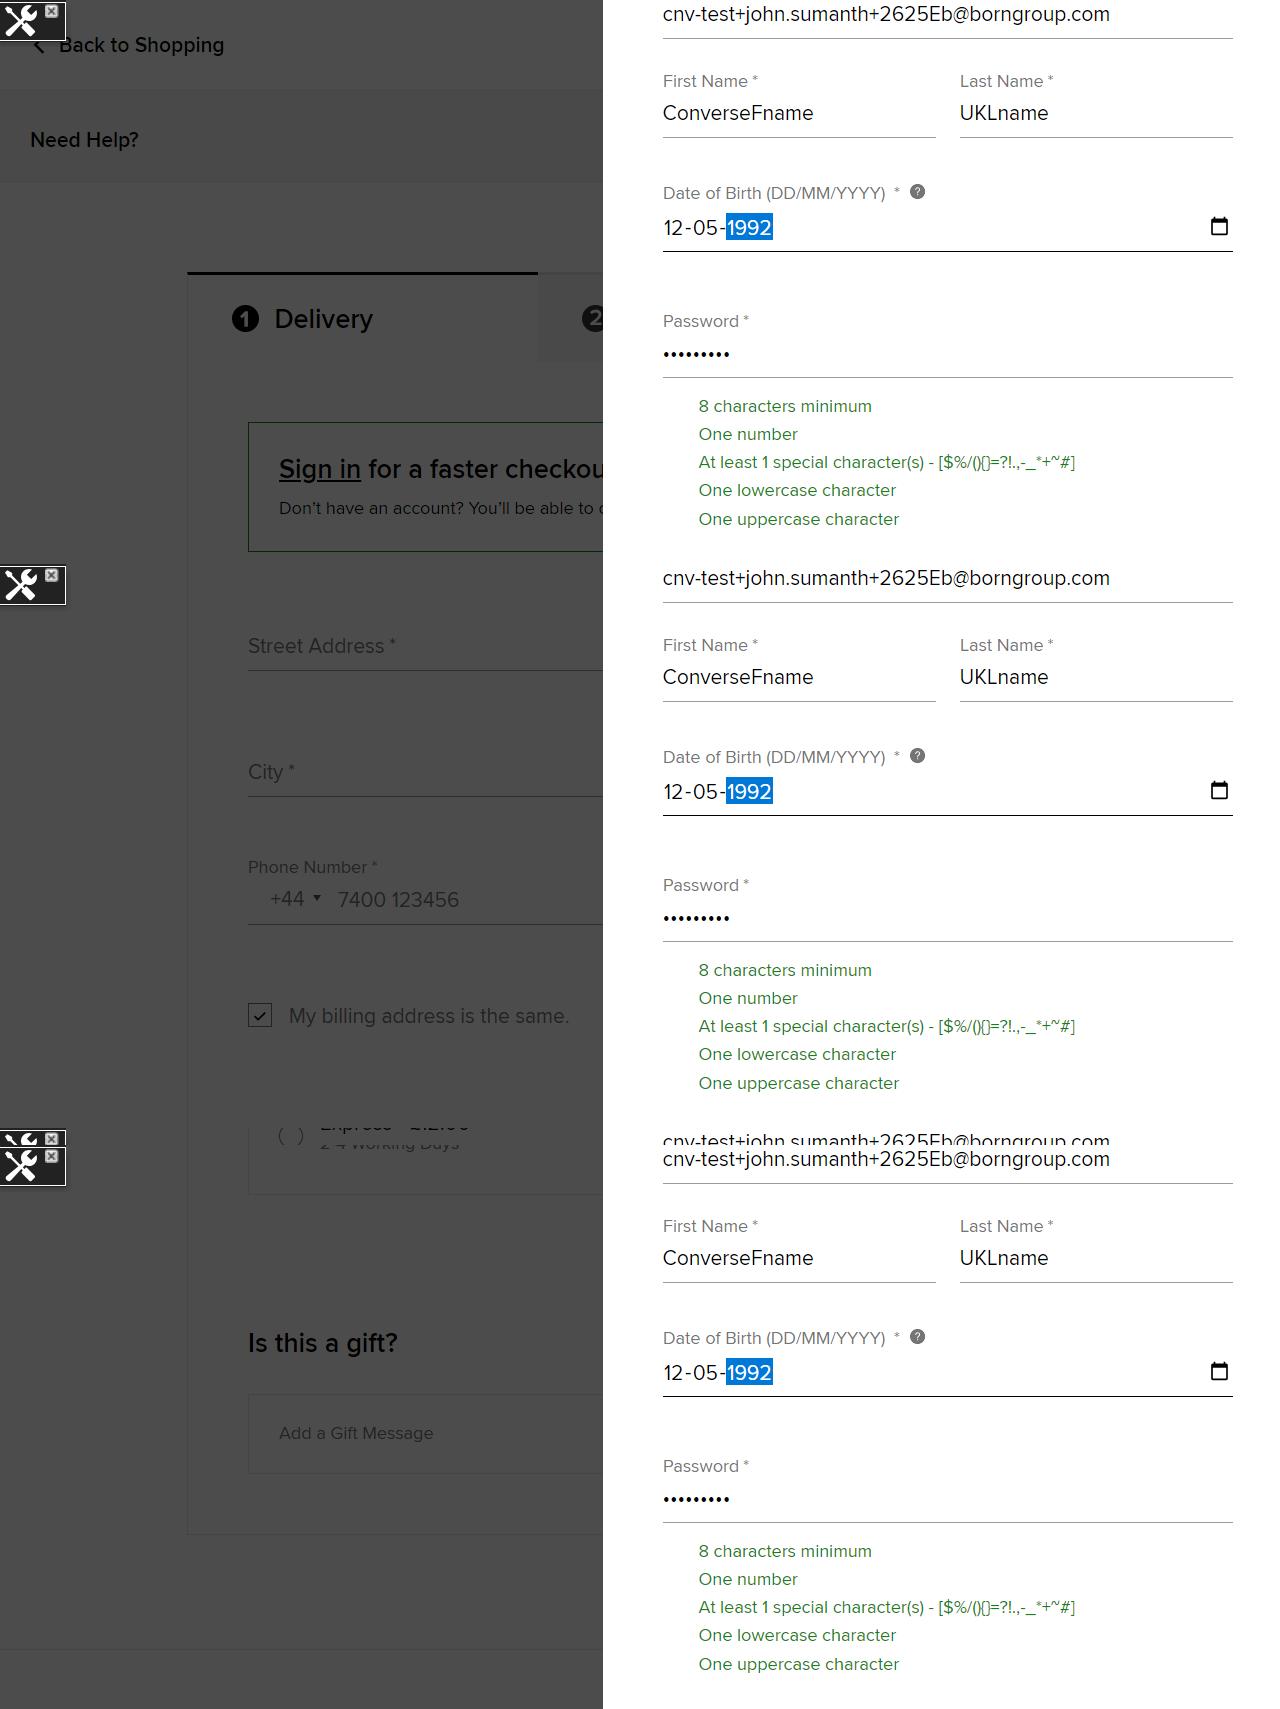 Back to Shopping
Need Help?
1 Delivery
2
Sign in for a faster checkou
Don't have an account? You'll be able to c
Street Address *
City *
Phone Number *
+44 7400 123456
My billing address is the same.
Express
2-4 Working Days
Is this a gift?
Add a Gift Message
cnv-test+john.sumanth+2625Eb@borngroup.com
First Name * Last Name *
ConverseFname UKLname
Date of Birth (DD/MM/YYYY) * ?
12-05-1992
Password *
•••••••••
8 characters minimum
One number
At least 1 special character(s) - [$%/(){}=?!.,-_*+~#]
One lowercase character
One uppercase character
cnv-test+john.sumanth+2625Eb@borngroup.com
First Name * Last Name *
ConverseFname UKLname
Date of Birth (DD/MM/YYYY) * ?
12-05-1992
Password *
•••••••••
8 characters minimum
One number
At least 1 special character(s) - [$%/(){}=?!.,-_*+~#]
One lowercase character
One uppercase character
cnv-test+john.sumanth+2625Eb@borngroup.com
cnv-test+john.sumanth+2625Eb@borngroup.com
First Name * Last Name *
ConverseFname UKLname
Date of Birth (DD/MM/YYYY) * ?
12-05-1992
Password *
•••••••••
8 characters minimum
One number
At least 1 special character(s) - [$%/(){}=?!.,-_*+~#]
One lowercase character
One uppercase character